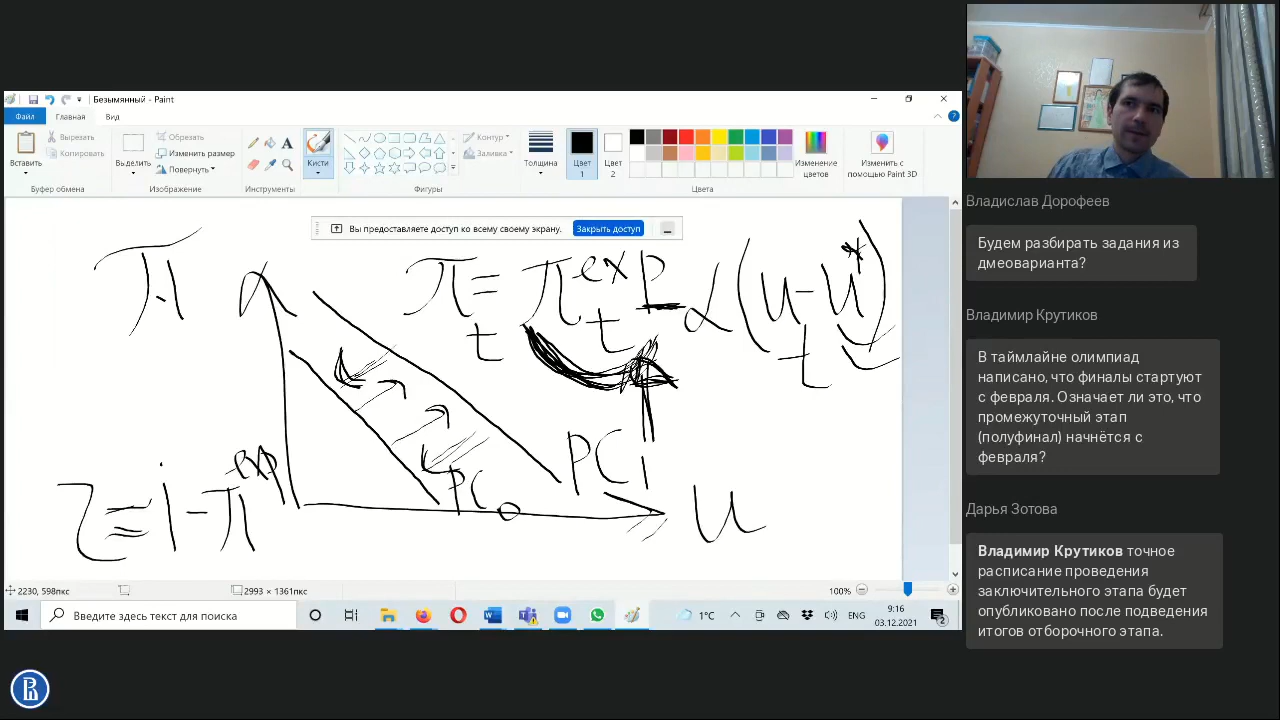 Безымянный - Paint
Файл
Главная
Вид
Вставить
Вырезать
Копировать
Буфер обмена
Выделить
Обрезать
Изменить размер
Повернуть
Изображение
Инструменты
Кисти
Фигуры
Контур
Заливка
Толщина
Цвет 1
Цвет 2
Изменение цветов
Цвета
Изменить с помощью Paint 3D
Вы предоставляете доступ ко всему своему экрану.
Закрыть доступ
π
π t = π t exp - α(u t - u*)
PC1
PC0
u
r = i - π exp
2230, 598пкс
2993 × 1361пкс
100%
Введите здесь текст для поиска
1°C
ENG
9:16
03.12.2021
2
Владислав Дорофеев
Будем разбирать задания из
дмеоварианта?
Владимир Крутиков
В таймлайне олимпиад
написано, что финалы стартуют
с февраля. Означает ли это, что
промежуточный этап
(полуфинал) начнётся с
февраля?
Дарья Зотова
Владимир Крутиков точное
расписание проведения
заключительного этапа будет
опубликовано после подведения
итогов отборочного этапа.